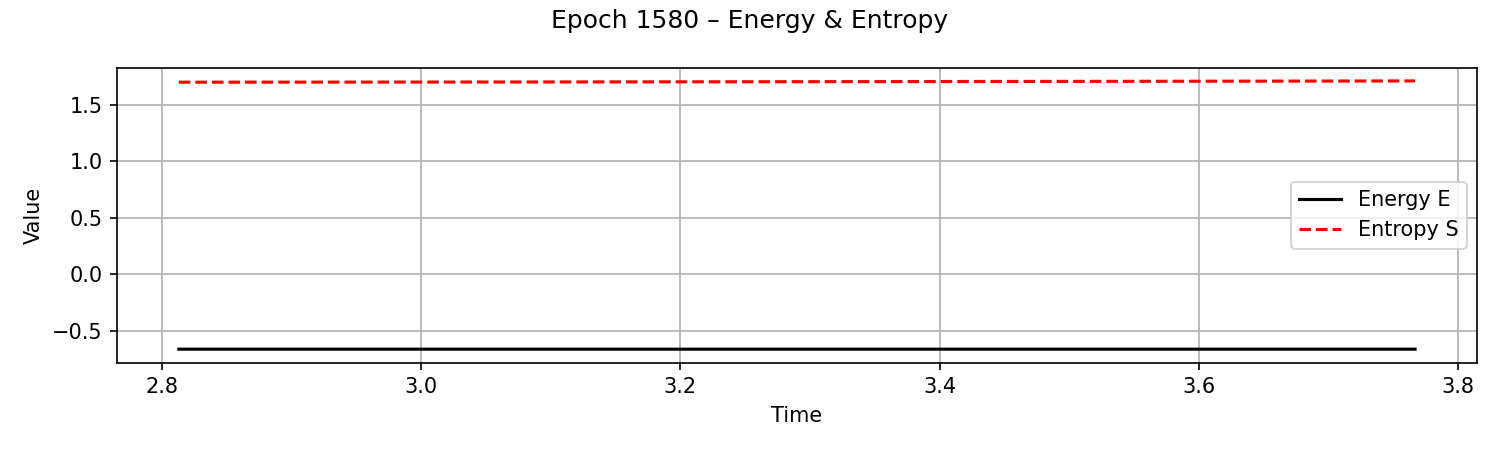 Epoch 1580 – Energy & Entropy
1.5
1.0
0.5
0.0
−0.5
Value
Energy E
Entropy S
2.8 3.0 3.2 3.4 3.6 3.8
Time